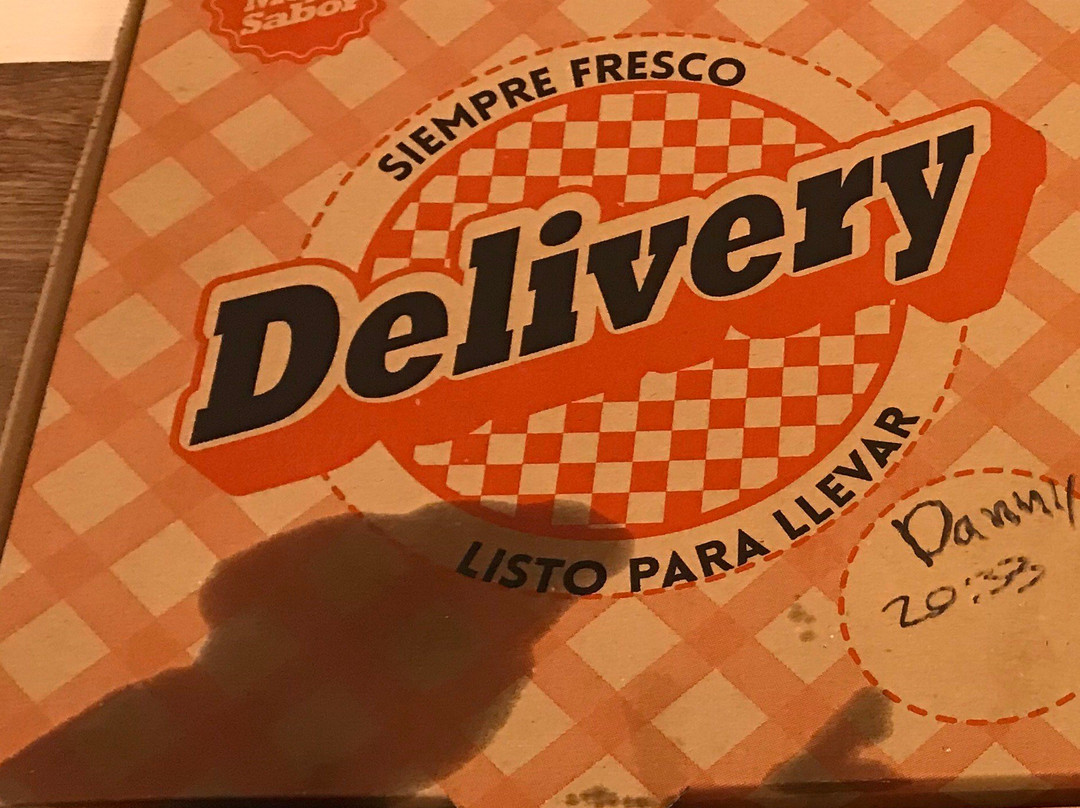 Sabor
SIEMPRE FRESCO
Delivery
LISTO PARA LLEVAR
Danny
20:33